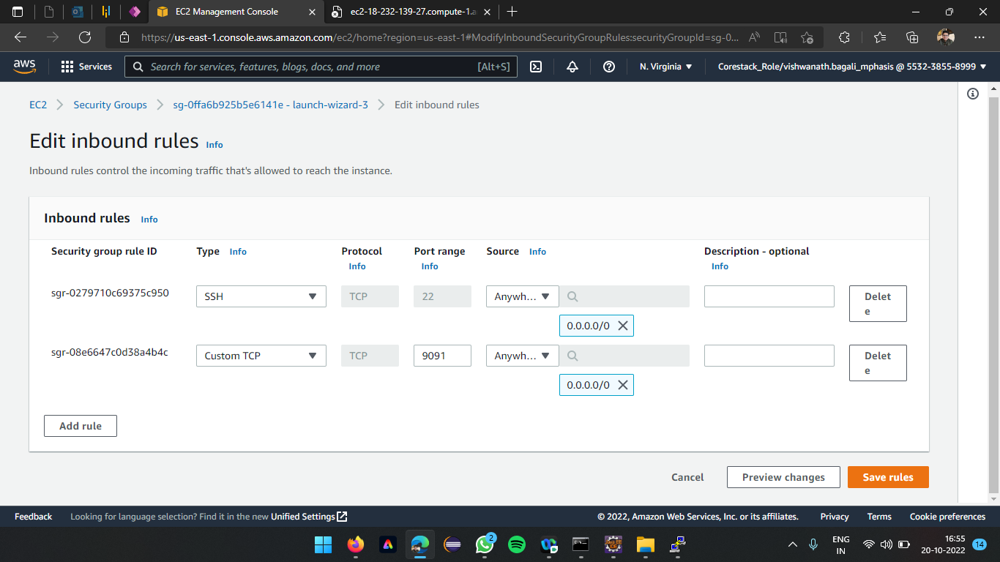 EC2 Management Console
ec2-18-232-139-27.compute-1.a
https://us-east-1.console.aws.amazon.com/ec2/home?region=us-east-1#ModifyInboundSecurityGroupRules:securityGroupId=sg-0...
aws
Services
Search for services, features, blogs, docs, and more
[Alt+S]
N. Virginia
Corestack_Role/vishwanath.bagali_mphasis @ 5532-3855-8999
EC2
Security Groups
sg-0ffa6b925b5e6141e - launch-wizard-3
Edit inbound rules
Edit inbound rules Info
Inbound rules control the incoming traffic that's allowed to reach the instance.
Inbound rules Info
Security group rule ID
Type Info
Protocol
Info
Port range
Info
Source Info
Description - optional
Info
sgr-0279710c69375c950
SSH
TCP
22
Anywh...
0.0.0.0/0
Delet
e
sgr-08e6647c0d38a4b4c
Custom TCP
TCP
9091
Anywh...
0.0.0.0/0
Delet
e
Add rule
Cancel
Preview changes
Save rules
Feedback
Looking for language selection? Find it in the new Unified Settings
© 2022, Amazon Web Services, Inc. or its affiliates.
Privacy
Terms
Cookie preferences
2
ENG
IN
16:55
20-10-2022
14